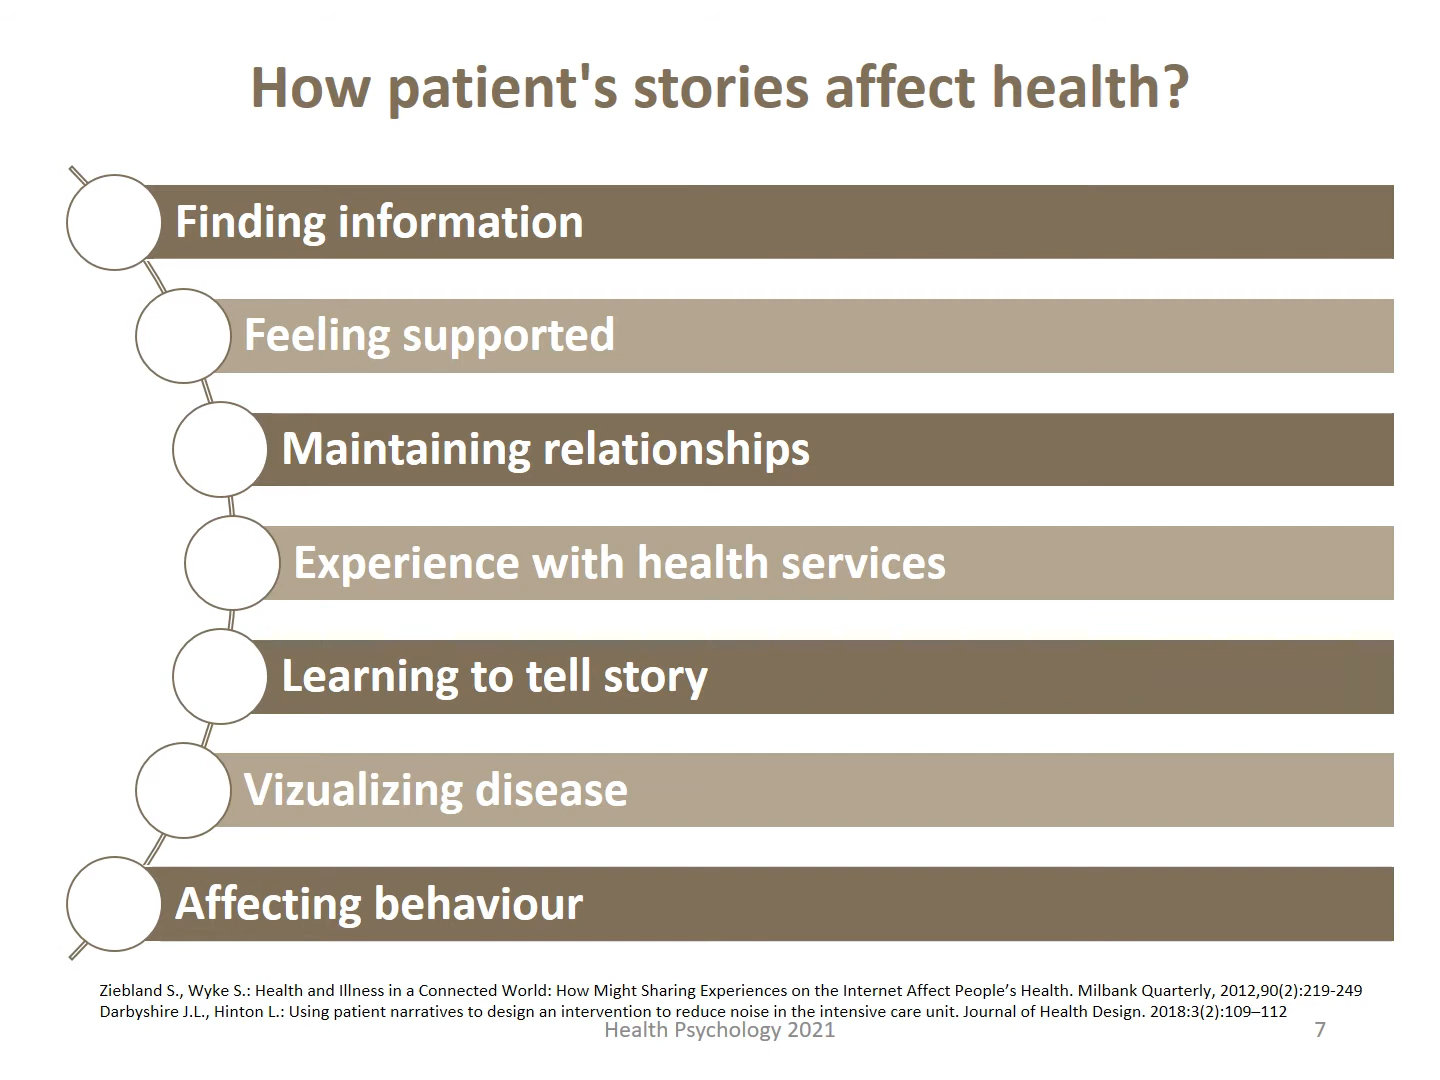 How patient's stories affect health?
Finding information
Feeling supported
Maintaining relationships
Experience with health services
Learning to tell story
Vizualizing disease
Affecting behaviour
Ziebland S., Wyke S.: Health and Illness in a Connected World: How Might Sharing Experiences on the Internet Affect People’s Health. Milbank Quarterly, 2012,90(2):219-249
Darbyshire J.L., Hinton L.: Using patient narratives to design an intervention to reduce noise in the intensive care unit. Journal of Health Design. 2018:3(2):109–112
Health Psychology 2021
7